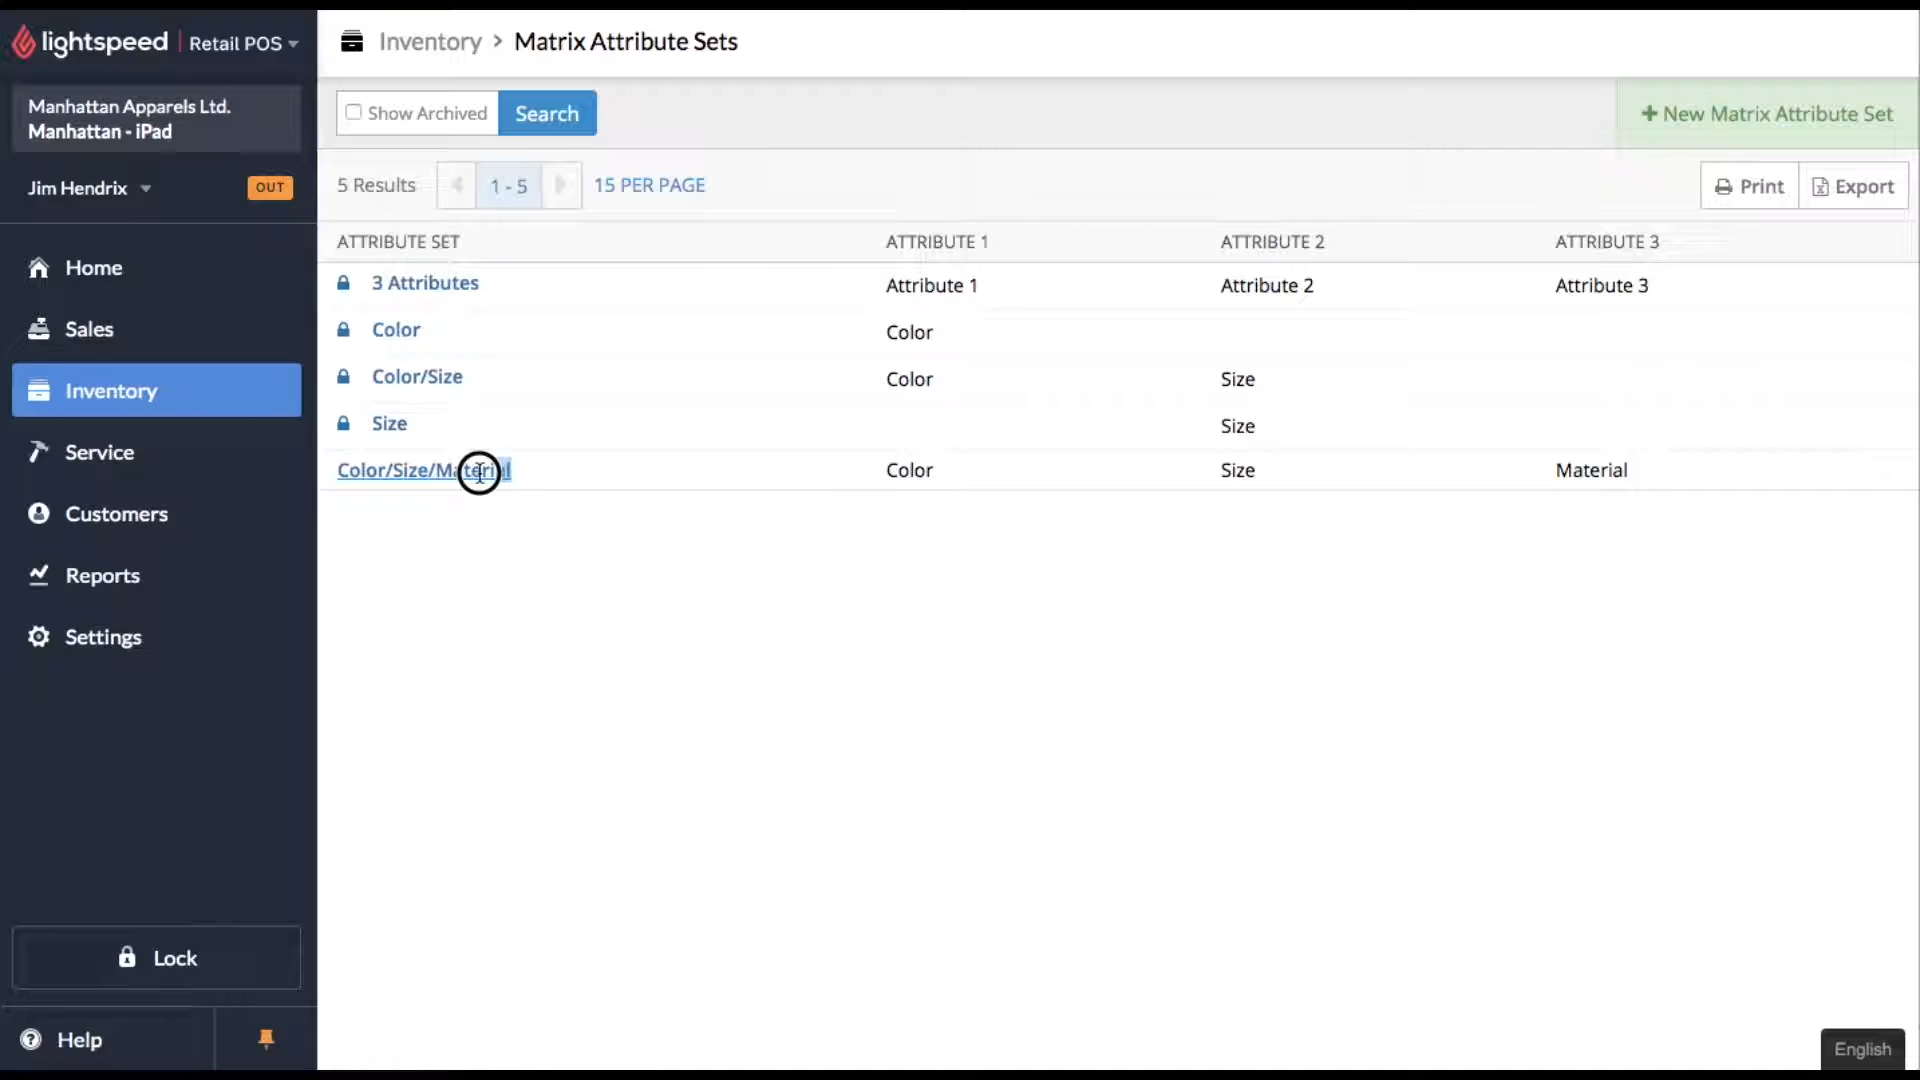 lightspeed | Retail POS
Inventory > Matrix Attribute Sets
Manhattan Apparels Ltd.
Manhattan - iPad
Show Archived
Search
+ New Matrix Attribute Set
Jim Hendrix
OUT
5 Results
1 - 5
15 PER PAGE
Print
Export
ATTRIBUTE SET ATTRIBUTE 1 ATTRIBUTE 2 ATTRIBUTE 3
3 Attributes Attribute 1 Attribute 2 Attribute 3
Color Color
Color/Size Color Size
Size Size
Color/Size/Material Color Size Material
Home
Sales
Inventory
Service
Customers
Reports
Settings
Lock
Help
English